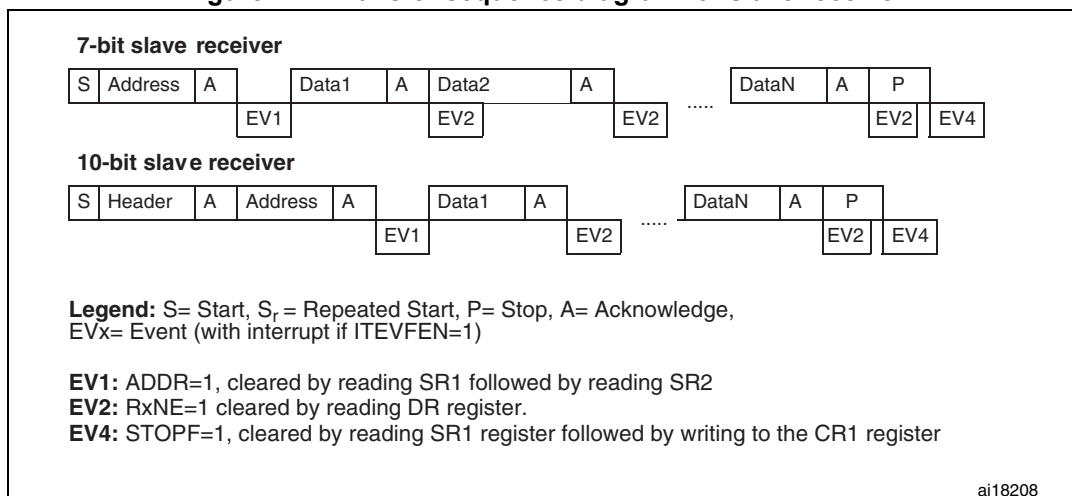 7-bit slave receiver
S Address A Data1 A Data2 A ..... DataN A P
EV1 EV2 EV2 EV2 EV4
10-bit slave receiver
S Header A Address A Data1 A ..... DataN A P
EV1 EV2 EV2 EV4
Legend: S= Start, Sr = Repeated Start, P= Stop, A= Acknowledge,
EVx= Event (with interrupt if ITEVFEN=1)
EV1: ADDR=1, cleared by reading SR1 followed by reading SR2
EV2: RxNE=1 cleared by reading DR register.
EV4: STOPF=1, cleared by reading SR1 register followed by writing to the CR1 register
ai18208